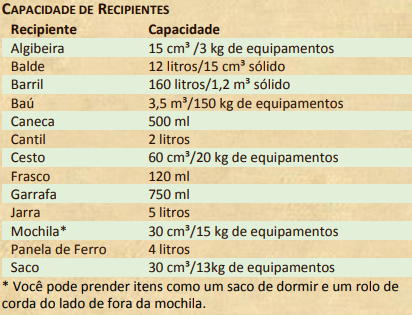 CAPACIDADE DE RECIPIENTES
Recipiente Capacidade
Algibeira 15 cm³ /3 kg de equipamentos
Balde 12 litros/15 cm³ sólido
Barril 160 litros/1,2 m³ sólido
Baú 3,5 m³/150 kg de equipamentos
Caneca 500 ml
Cantil 2 litros
Cesto 60 cm³/20 kg de equipamentos
Frasco 120 ml
Garrafa 750 ml
Jarra 5 litros
Mochila* 30 cm³/15 kg de equipamentos
Panela de Ferro 4 litros
Saco 30 cm³/13kg de equipamentos
* Você pode prender itens como um saco de dormir e um rolo de
corda do lado de fora da mochila.